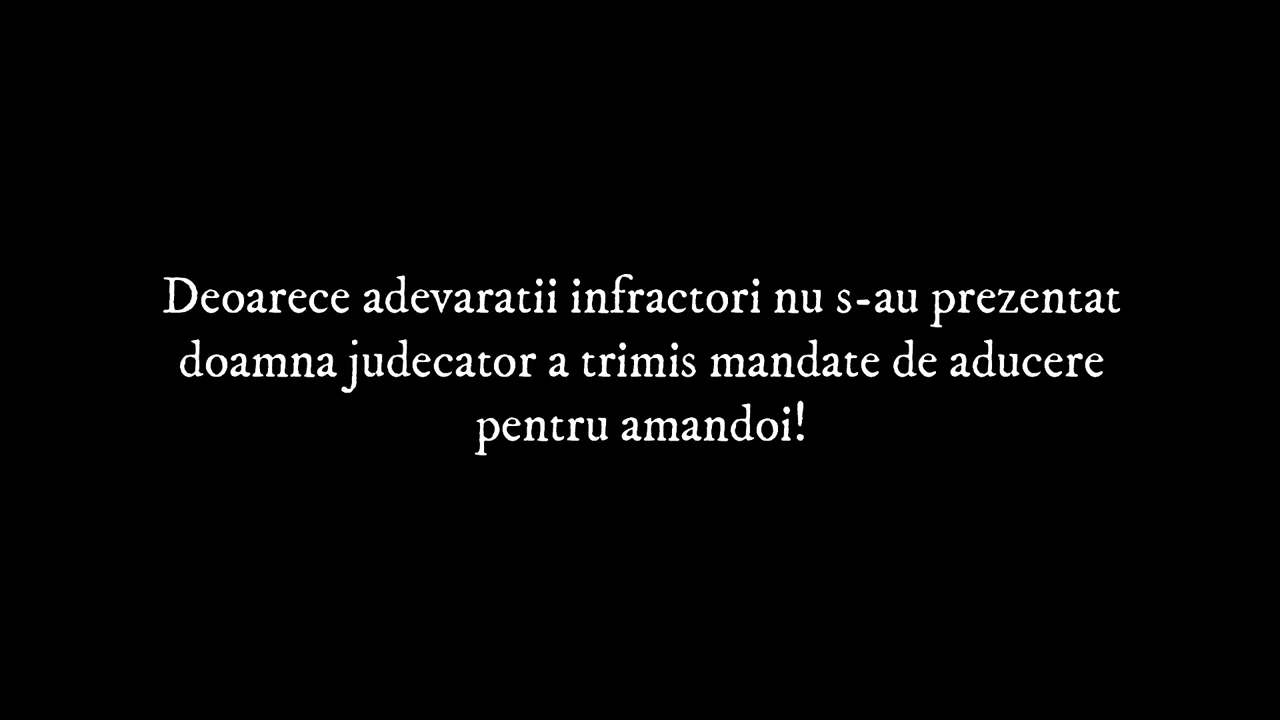 Deoarece adevaratii infractori nu s-au prezentat
doamna judecator a trimis mandate de aducere
pentru amandoi!